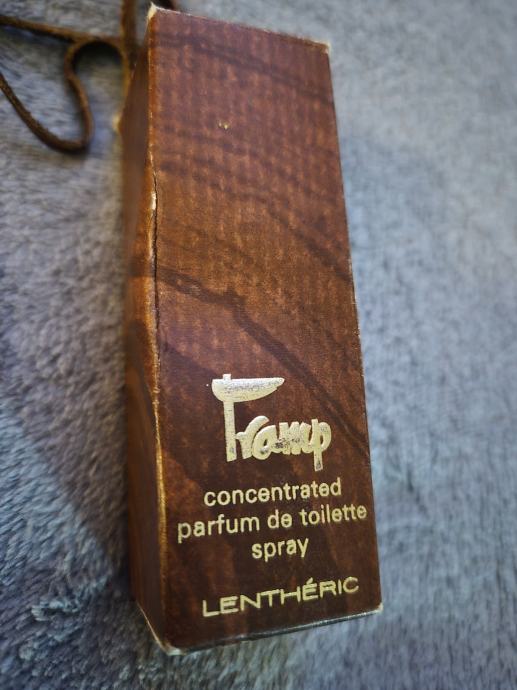 Tramp
concentrated
parfum de toilette
spray
LENTHÉRIC